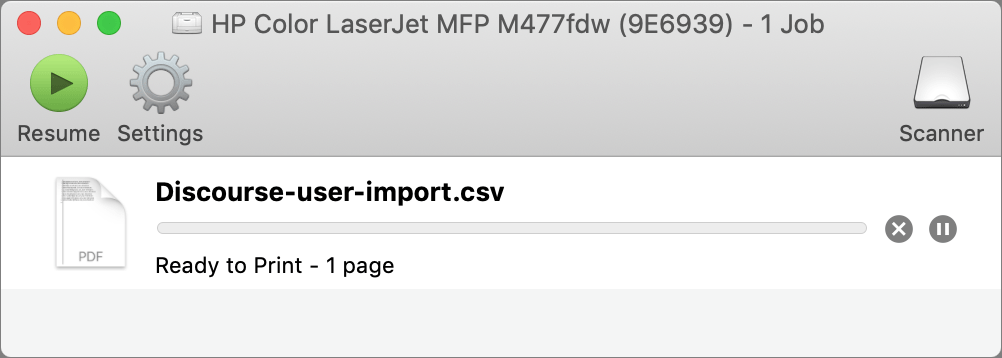 HP Color LaserJet MFP M477fdw (9E6939) - 1 Job
Resume Settings Scanner
Discourse-user-import.csv
PDF
Ready to Print - 1 page